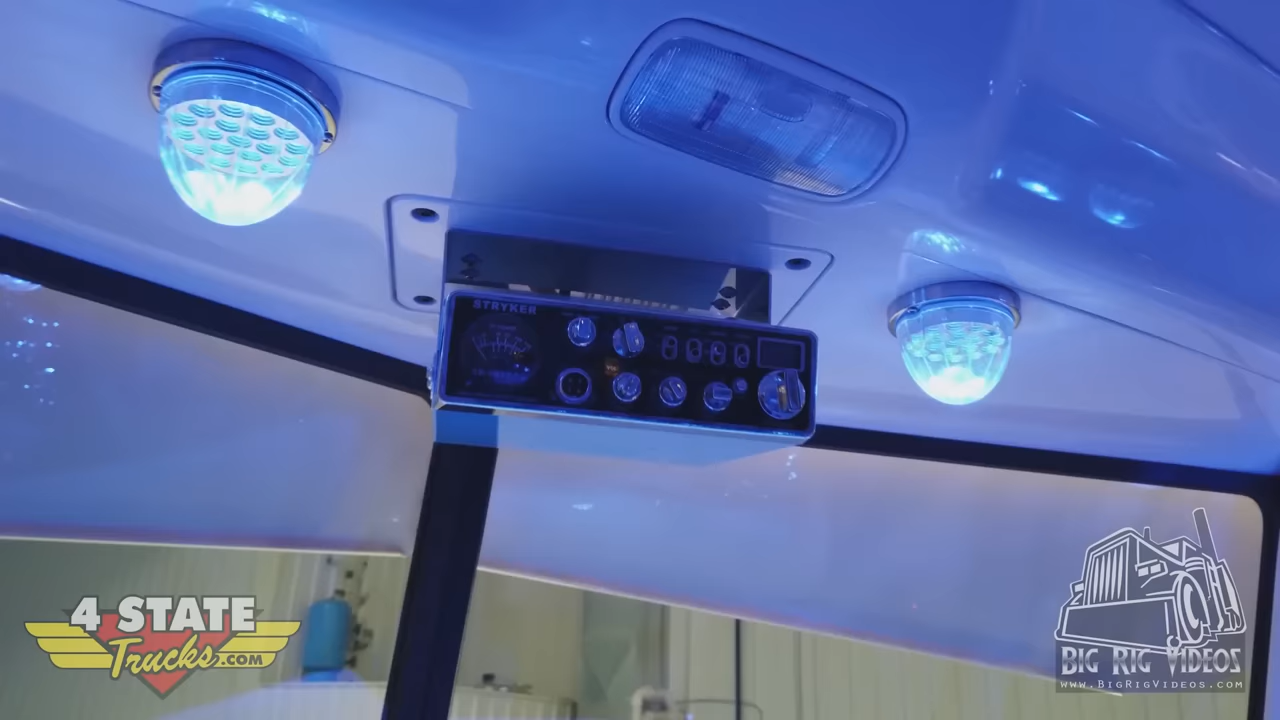 STRYKER
4 STATE
Trucks.COM
BIG RIG VIDEOS
WWW.BIGRIGVIDEOS.COM